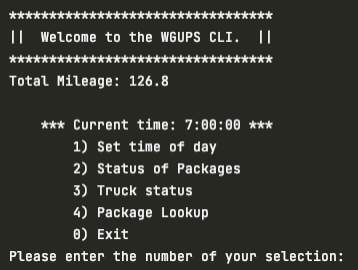 *********************************
||  Welcome to the WGUPS CLI.  ||
*********************************
Total Mileage: 126.8
*** Current time: 7:00:00 ***
1) Set time of day
2) Status of Packages
3) Truck status
4) Package Lookup
0) Exit
Please enter the number of your selection: